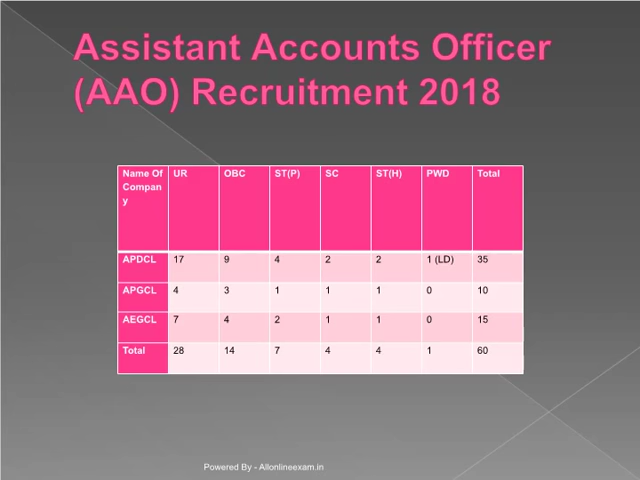 Assistant Accounts Officer
(AAO) Recruitment 2018
Name Of UR OBC ST(P) SC ST(H) PWD Total
Compan
y
APDCL 17 9 4 2 2 1 (LD) 35
APGCL 4 3 1 1 1 0 10
AEGCL 7 4 2 1 1 0 15
Total 28 14 7 4 4 1 60
Powered By - Allonlineexam.in